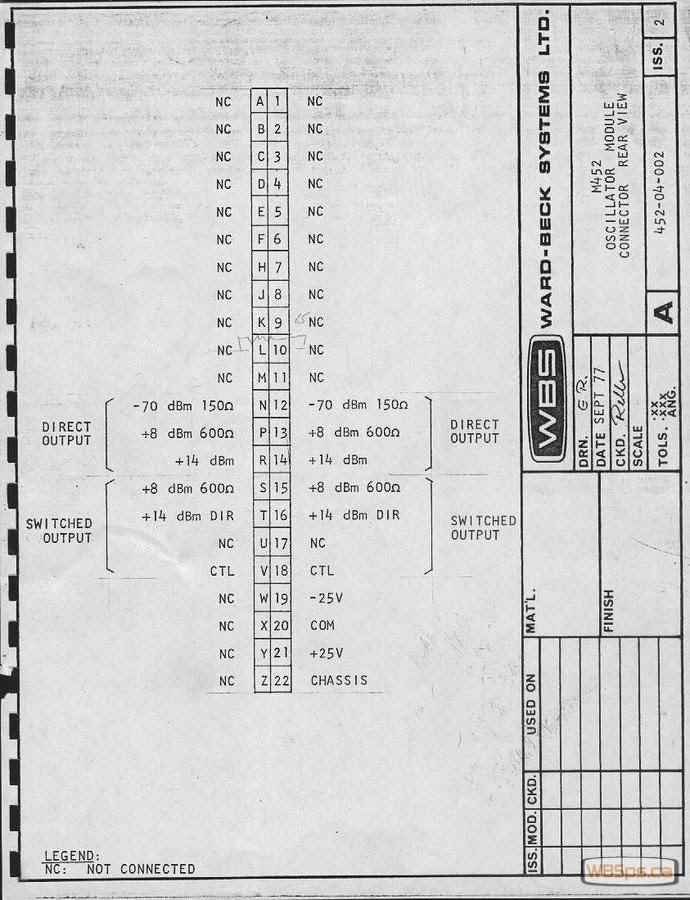 NC A 1 NC
NC B 2 NC
NC C 3 NC
NC D 4 NC
NC E 5 NC
NC F 6 NC
NC H 7 NC
NC J 8 NC
NC K 9 NC
NC L 10 NC
NC M 11 NC
-70 dBm 150Ω N 12 -70 dBm 150Ω
DIRECT OUTPUT +8 dBm 600Ω P 13 +8 dBm 600Ω DIRECT OUTPUT
+14 dBm R 14 +14 dBm
+8 dBm 600Ω S 15 +8 dBm 600Ω
SWITCHED OUTPUT +14 dBm DIR T 16 +14 dBm DIR SWITCHED OUTPUT
NC U 17 NC
CTL V 18 CTL
NC W 19 -25V
NC X 20 COM
NC Y 21 +25V
NC Z 22 CHASSIS
LEGEND:
NC: NOT CONNECTED
WBS WARD-BECK SYSTEMS LTD.
M452
OSCILLATOR MODULE
CONNECTOR REAR VIEW
452-04-002
ISS. 2
A
DRN. GR.
DATE SEPT 77
CKD.
SCALE
TOLS. .XX
.XXX
ANG.
MAT'L.
FINISH
USED ON
ISS. MOD. CKD.
WBSps.ca